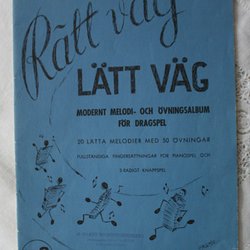 Rätt väg
LÄTT VÄG
MODERNT MELODI- OCH ÖVNINGSALBUM
FÖR DRAGSPEL
20 LÄTTA MELODIER MED 50 ÖVNINGAR
FULLSTÄNDIGA FINGERSÄTTNINGAR FÖR PIANOSPEL OCH
5-RADIGT KNAPPSPEL